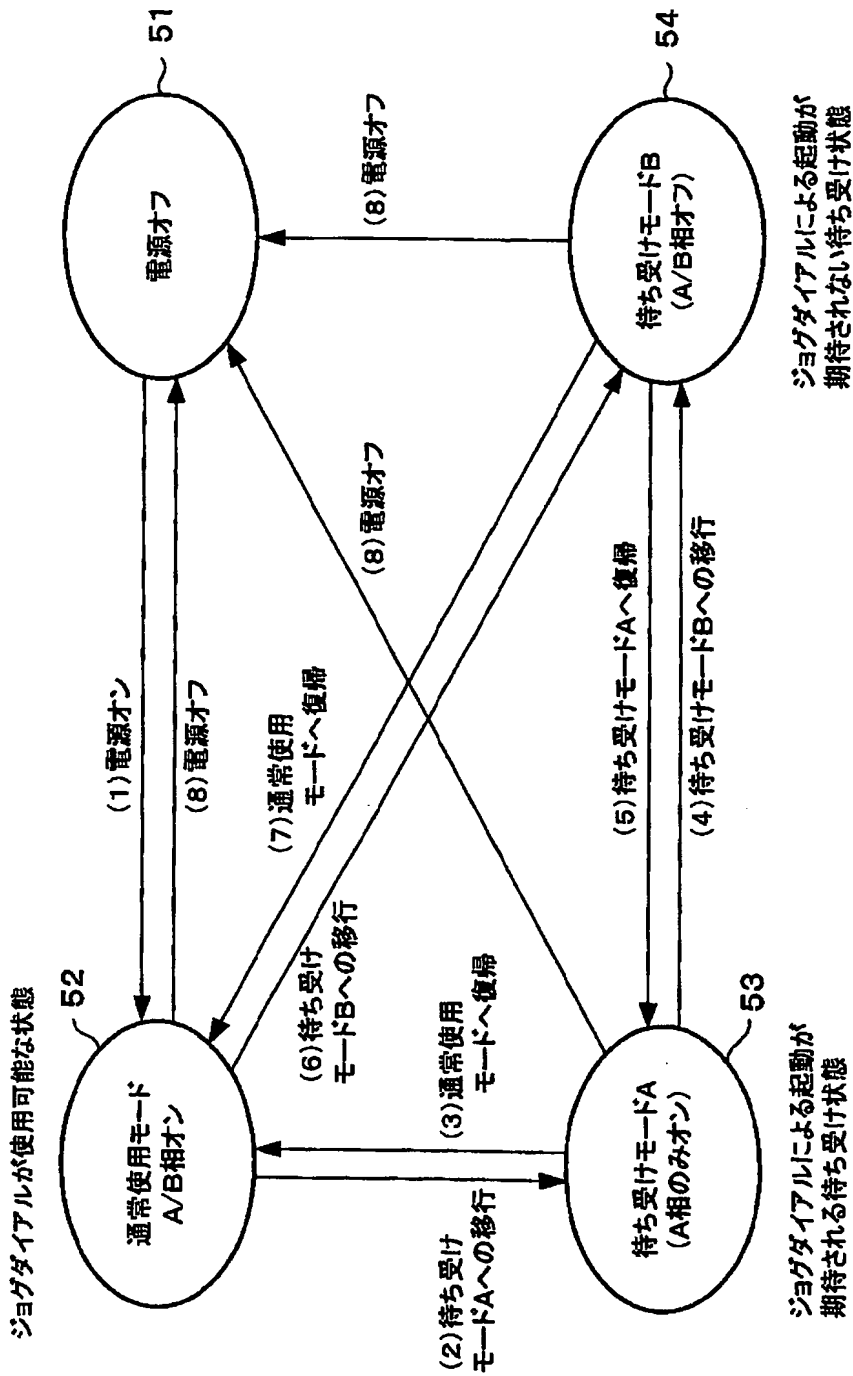 ジョグダイアルが使用可能な状態
52
通常使用モード
A/B相オン
(1)電源オン
(8)電源オフ
51
電源オフ
(2)待ち受け
モードAへの移行
(3)通常使用
モードへ復帰
(6)待ち受け
モードBへの移行
(7)通常使用
モードへ復帰
(8)電源オフ
(8)電源オフ
53
待ち受けモードA
(A相のみオン)
(5)待ち受けモードAへ復帰
(4)待ち受けモードBへの移行
54
待ち受けモードB
(A/B相オフ)
ジョグダイアルによる起動が
期待される待ち受け状態
ジョグダイアルによる起動が
期待されない待ち受け状態